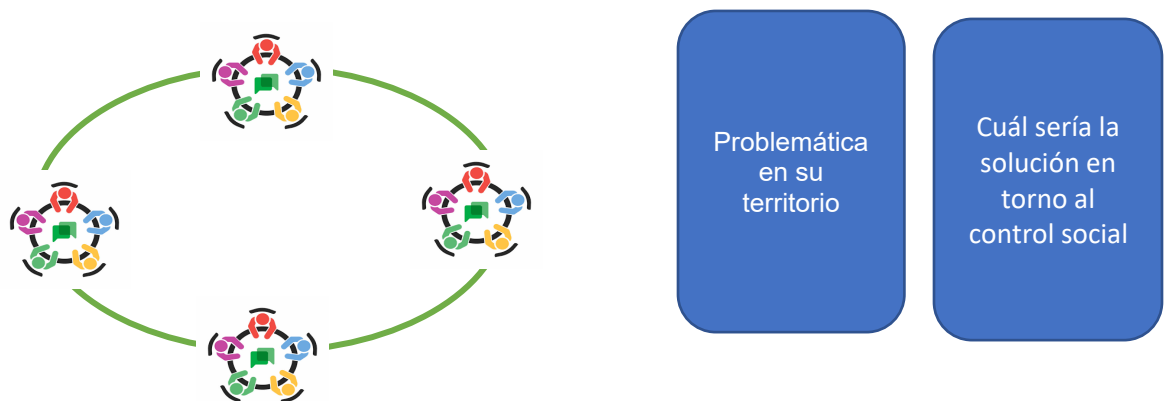 Problemática
en su
territorio
Cuál sería la
solución en
torno al
control social